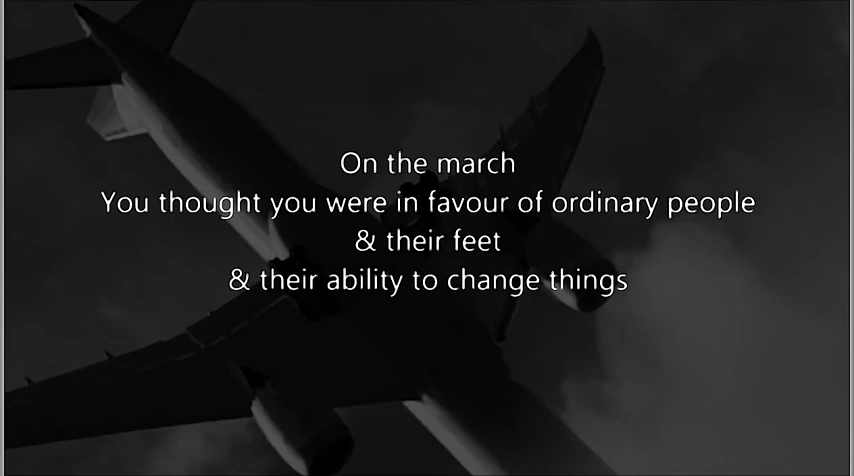 On the march
You thought you were in favour of ordinary people
& their feet
& their ability to change things